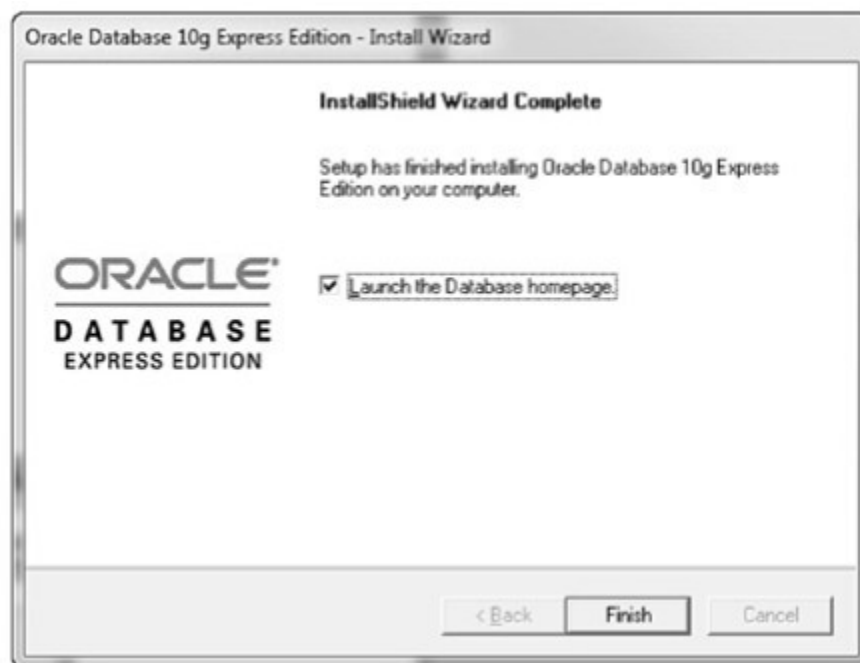 Oracle Database 10g Express Edition - Install Wizard
InstallShield Wizard Complete
Setup has finished installing Oracle Database 10g Express
Edition on your computer.
ORACLE
DATABASE
EXPRESS EDITION
Launch the Database homepage.
< Back
Finish
Cancel